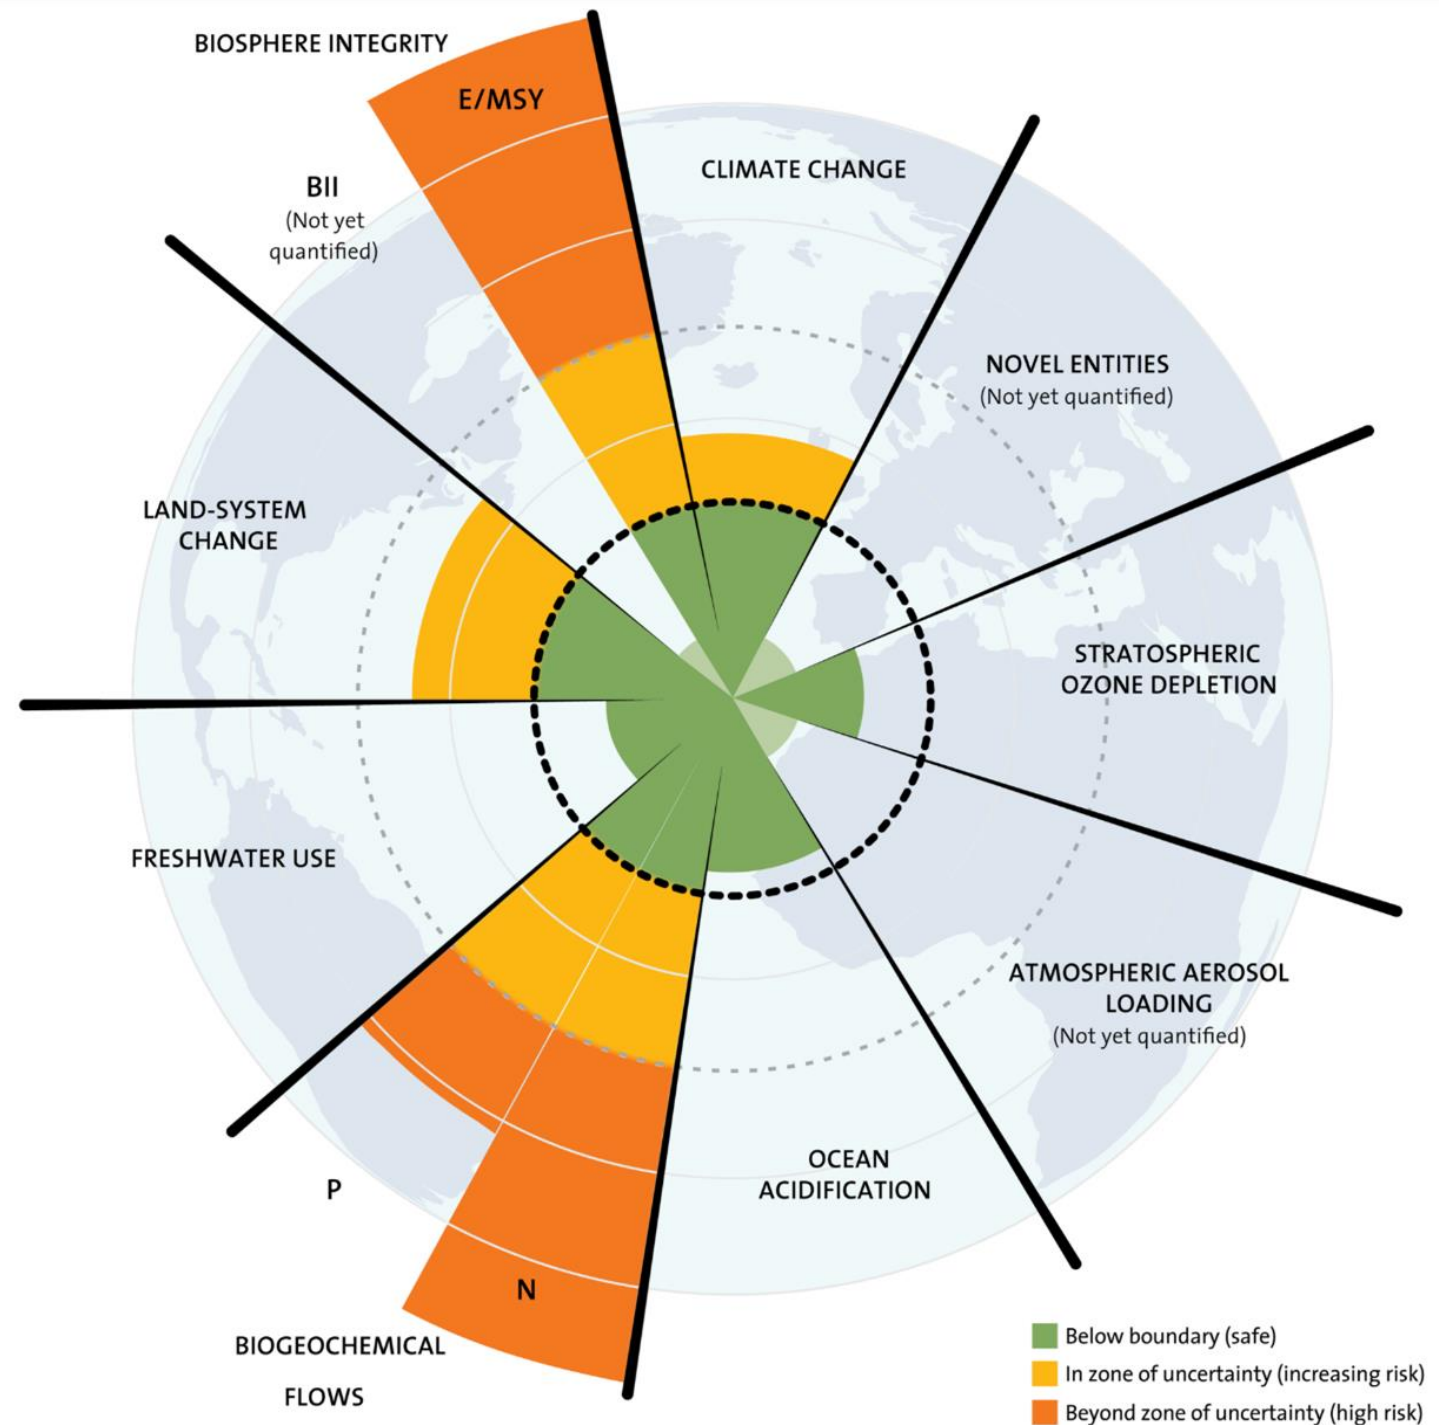 BIOSPHERE INTEGRITY
E/MSY
BII
(Not yet
quantified)
CLIMATE CHANGE
NOVEL ENTITIES
(Not yet quantified)
LAND-SYSTEM
CHANGE
STRATOSPHERIC
OZONE DEPLETION
FRESHWATER USE
ATMOSPHERIC AEROSOL
LOADING
(Not yet quantified)
OCEAN
ACIDIFICATION
P
N
BIOGEOCHEMICAL
FLOWS
Below boundary (safe)
In zone of uncertainty (increasing risk)
Beyond zone of uncertainty (high risk)